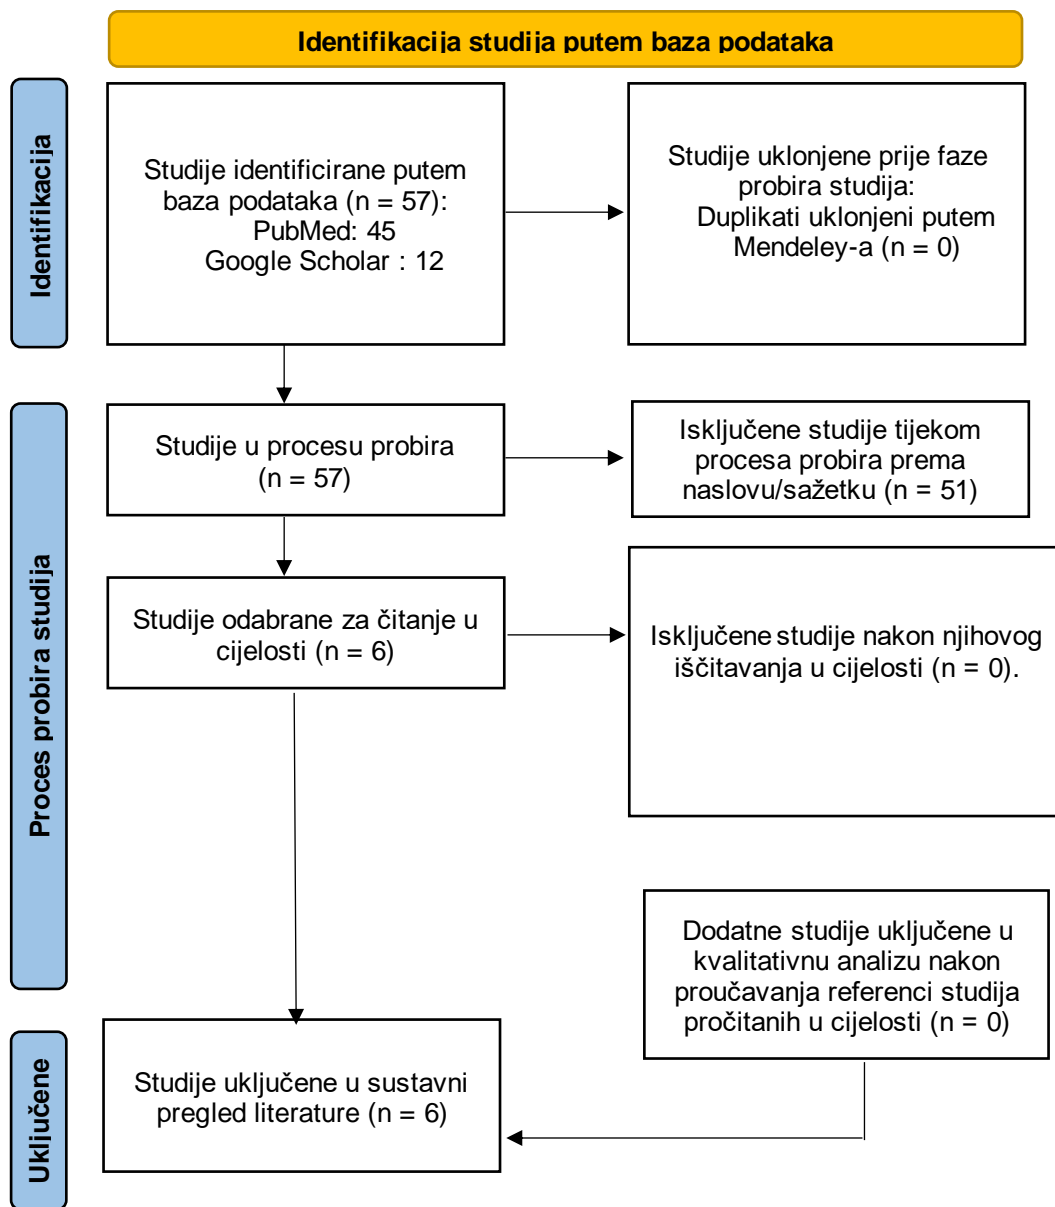 Identifikacija studija putem baza podataka
Identifikacija
Studije identificirane putem
baza podataka (n = 57):
PubMed: 45
Google Scholar : 12
Studije uklonjene prije faze
probira studija:
Duplikati uklonjeni putem
Mendeley-a (n = 0)
Proces probira studija
Studije u procesu probira
(n = 57)
Isključene studije tijekom
procesa probira prema
naslovu/sažetku (n = 51)
Studije odabrane za čitanje u
cijelosti (n = 6)
Isključene studije nakon njihovog
iščitavanja u cijelosti (n = 0).
Dodatne studije uključene u
kvalitativnu analizu nakon
proučavanja referenci studija
pročitanih u cijelosti (n = 0)
Uključene
Studije uključene u sustavni
pregled literature (n = 6)